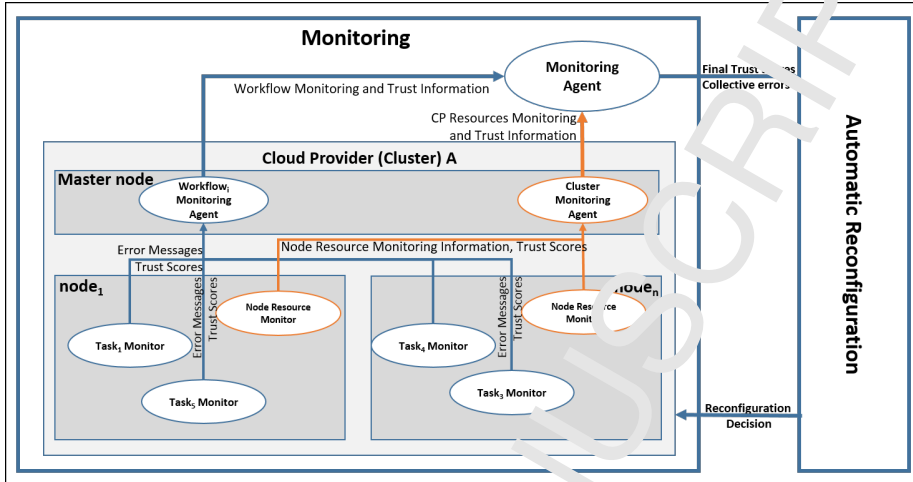 Monitoring
Monitoring
Agent
Final Trust
Collective errors
Workflow Monitoring and Trust Information
CP Resources Monitoring
and Trust Information
Automatic Reconfiguration
Cloud Provider (Cluster) A
Master node
Workflowi
Monitoring
Agent
Cluster
Monitoring
Agent
Error Messages
Trust Scores
Node Resource Monitoring Information, Trust Scores
node1
Error Messages
Trust Scores
Node Resource
Monitor
Task1 Monitor
Task5 Monitor
Error Messages
Trust Scores
Node Resource
Task4 Monitor
Task3 Monitor
Reconfiguration
Decision
USCRIP